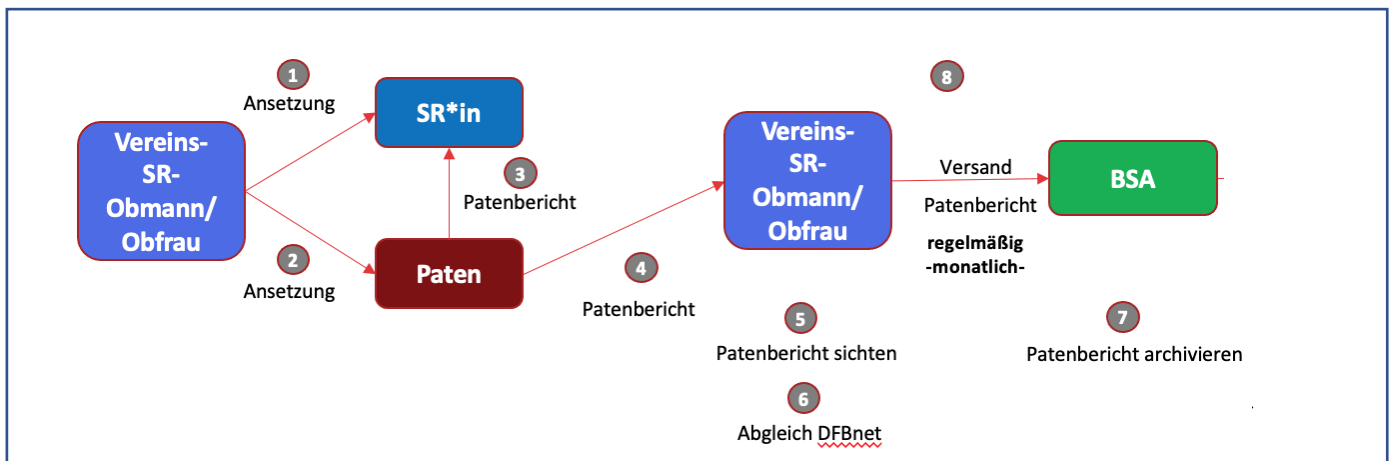 1
Ansetzung
SR*in
Vereins-
SR-
Obmann/
Obfrau
3
Patenbericht
2
Ansetzung
Paten
4
Patenbericht
Vereins-
SR-
Obmann/
Obfrau
5
Patenbericht sichten
6
Abgleich DFBnet
8
Versand
Patenbericht
regelmäßig
-monatlich-
BSA
7
Patenbericht archivieren